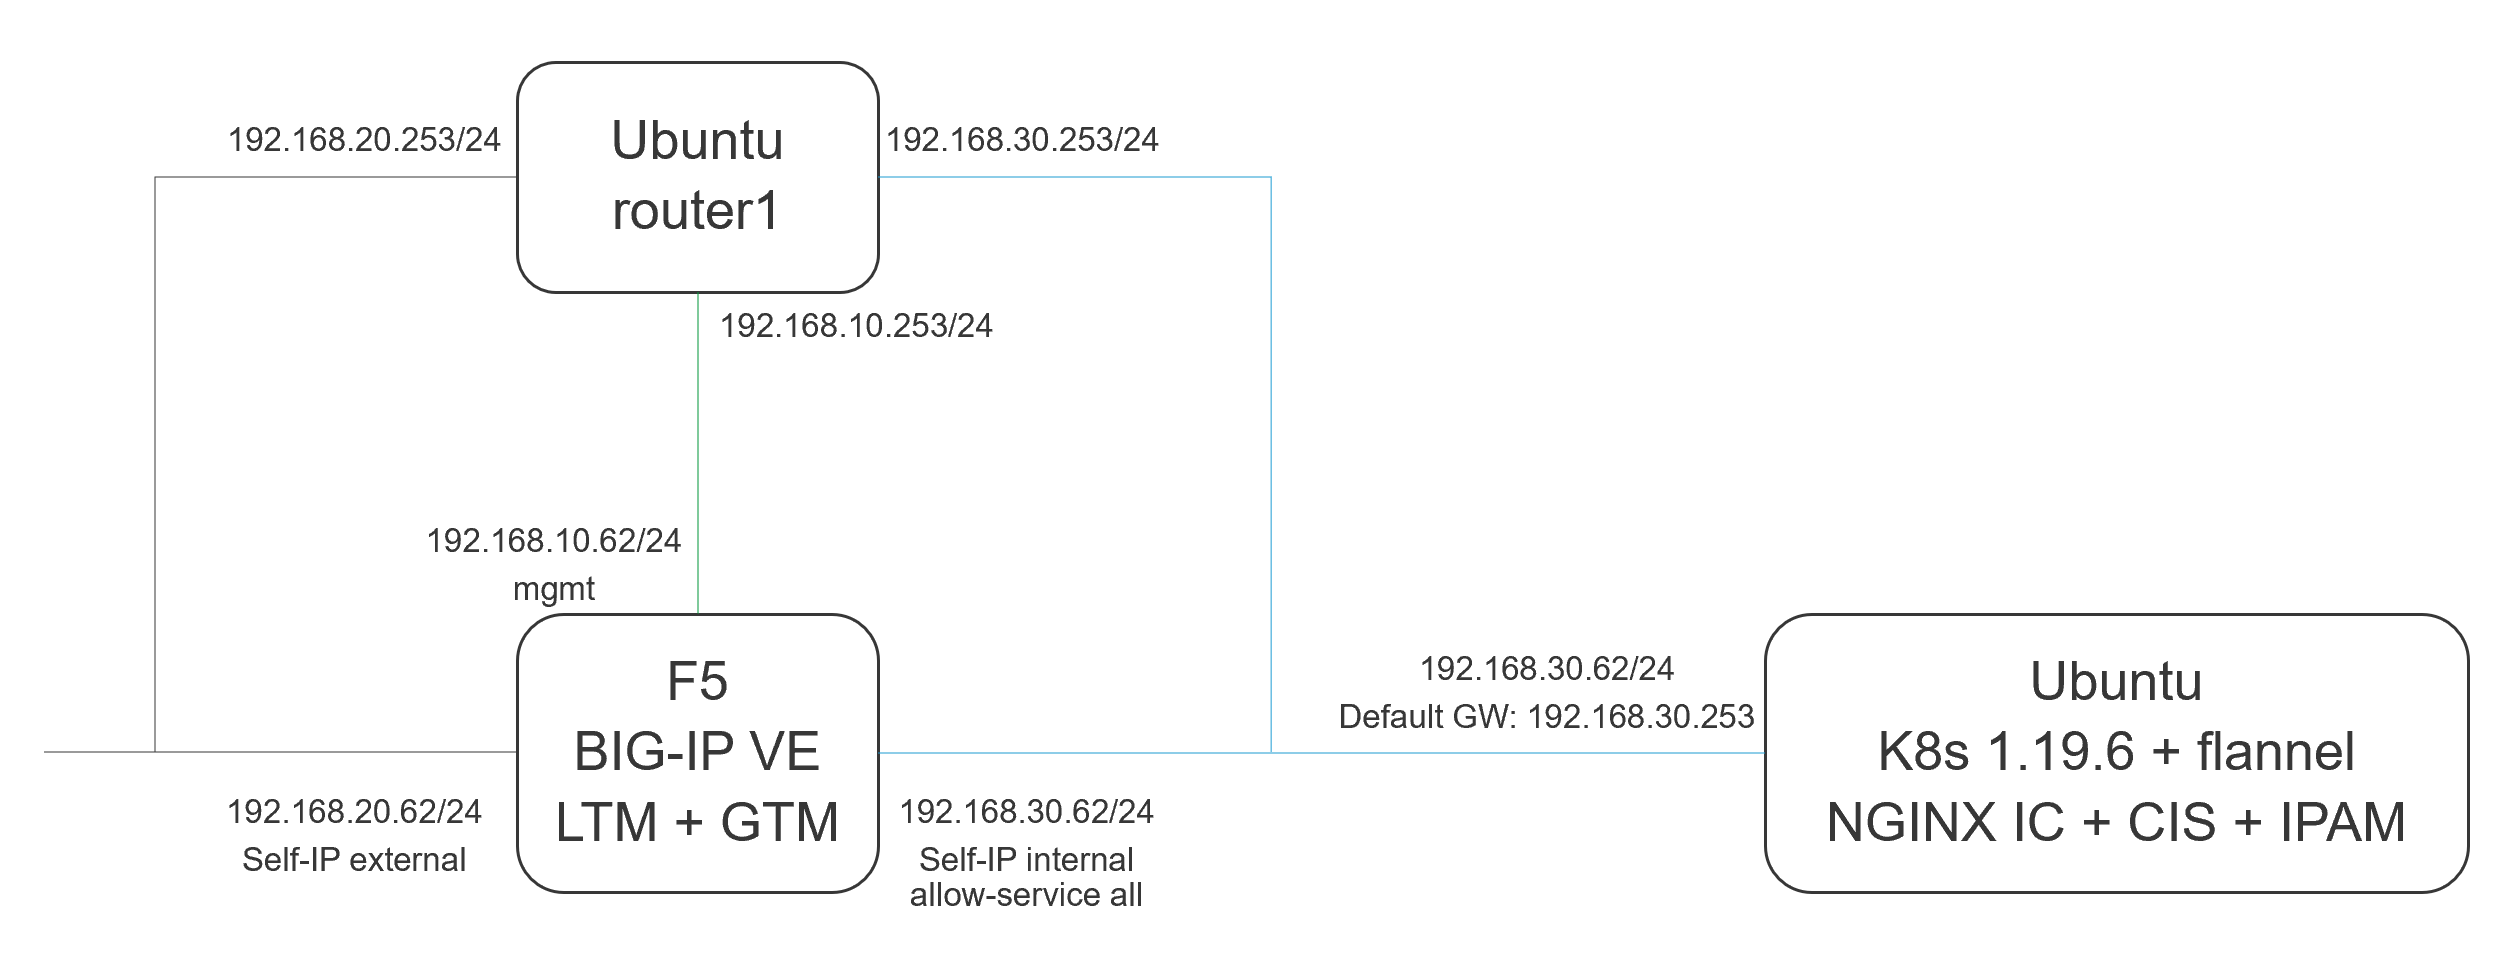 192.168.20.253/24
Ubuntu
router1
192.168.30.253/24
192.168.10.253/24
192.168.10.62/24
mgmt
F5
BIG-IP VE
LTM + GTM
192.168.20.62/24
Self-IP external
192.168.30.62/24
Self-IP internal
allow-service all
192.168.30.62/24
Default GW: 192.168.30.253
Ubuntu
K8s 1.19.6 + flannel
NGINX IC + CIS + IPAM